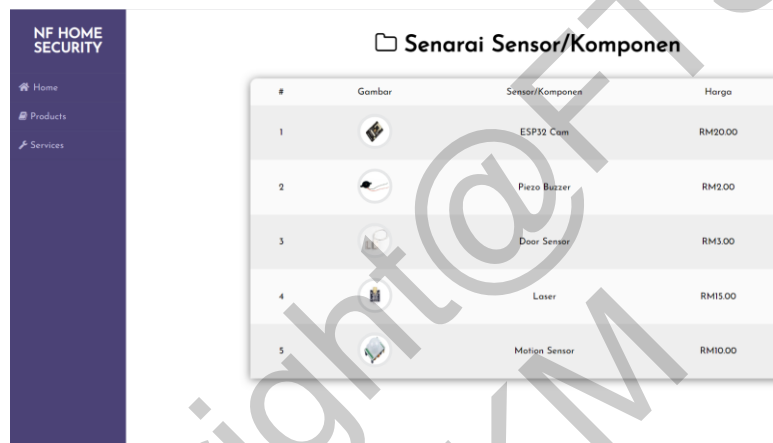 NF HOME
SECURITY
Home
Products
Services
Senarai Sensor/Komponen
# Gambar Sensor/Komponen Harga
1 ESP32 Cam RM20.00
2 Piezo Buzzer RM2.00
3 Door Sensor RM3.00
4 Laser RM15.00
5 Motion Sensor RM10.00